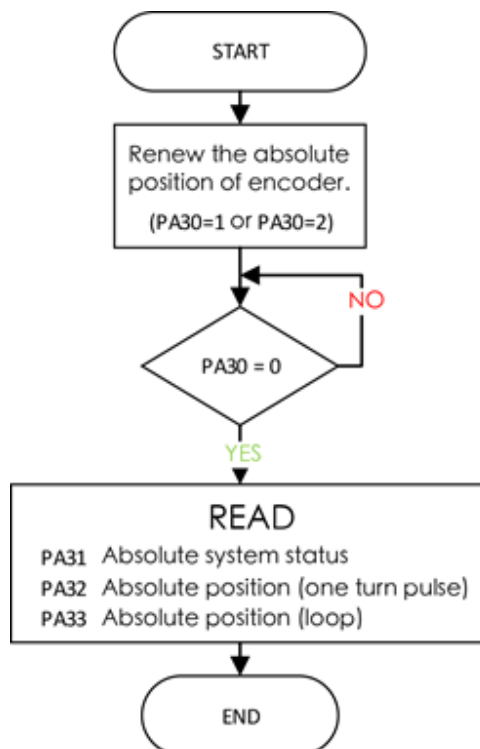 START
Renew the absolute
position of encoder.
(PA30=1 or PA30=2)
NO
PA30 = 0
YES
READ
PA31 Absolute system status
PA32 Absolute position (one turn pulse)
PA33 Absolute position (loop)
END